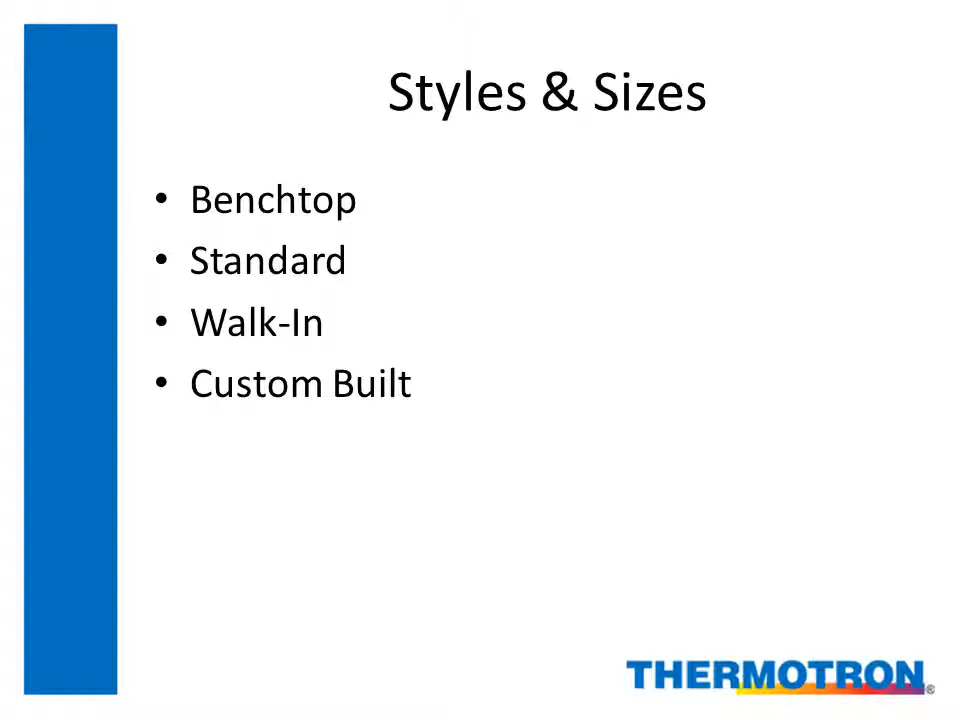 Styles & Sizes
• Benchtop
• Standard
• Walk-In
• Custom Built
THERMOTRON®